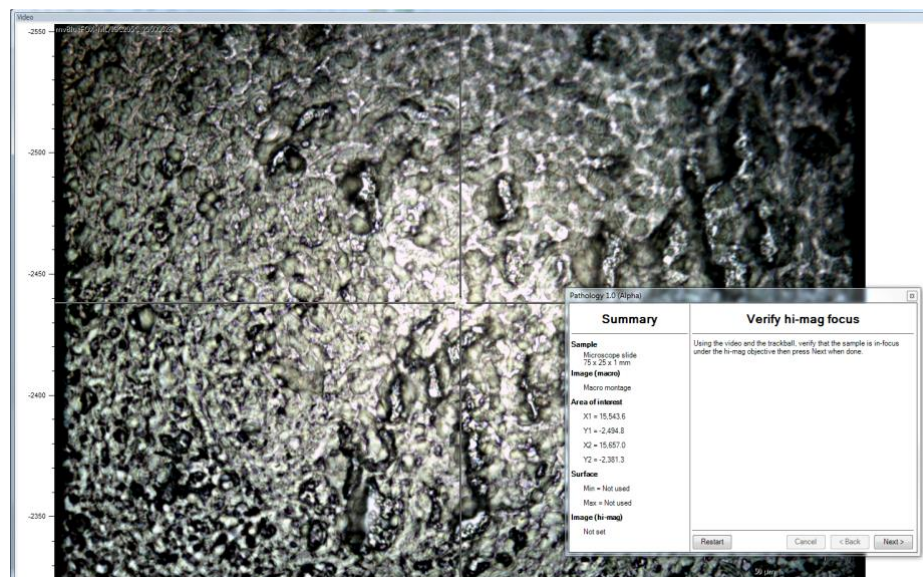 Video
-2550
-2500
-2450
-2400
-2350
Pathology 1.0 (Alpha)
Summary
Sample
Microscope slide
75 x 25 x 1 mm
Image (macro)
Macro montage
Area of interest
X1 = 15,543.6
Y1 = -2,494.8
X2 = 15,657.0
Y2 = -2,381.3
Surface
Min = Not used
Max = Not used
Image (hi-mag)
Not set
Verify hi-mag focus
Using the video and the trackball, verify that the sample is in-focus
under the hi-mag objective then press Next when done.
Restart
Cancel
< Back
Next >